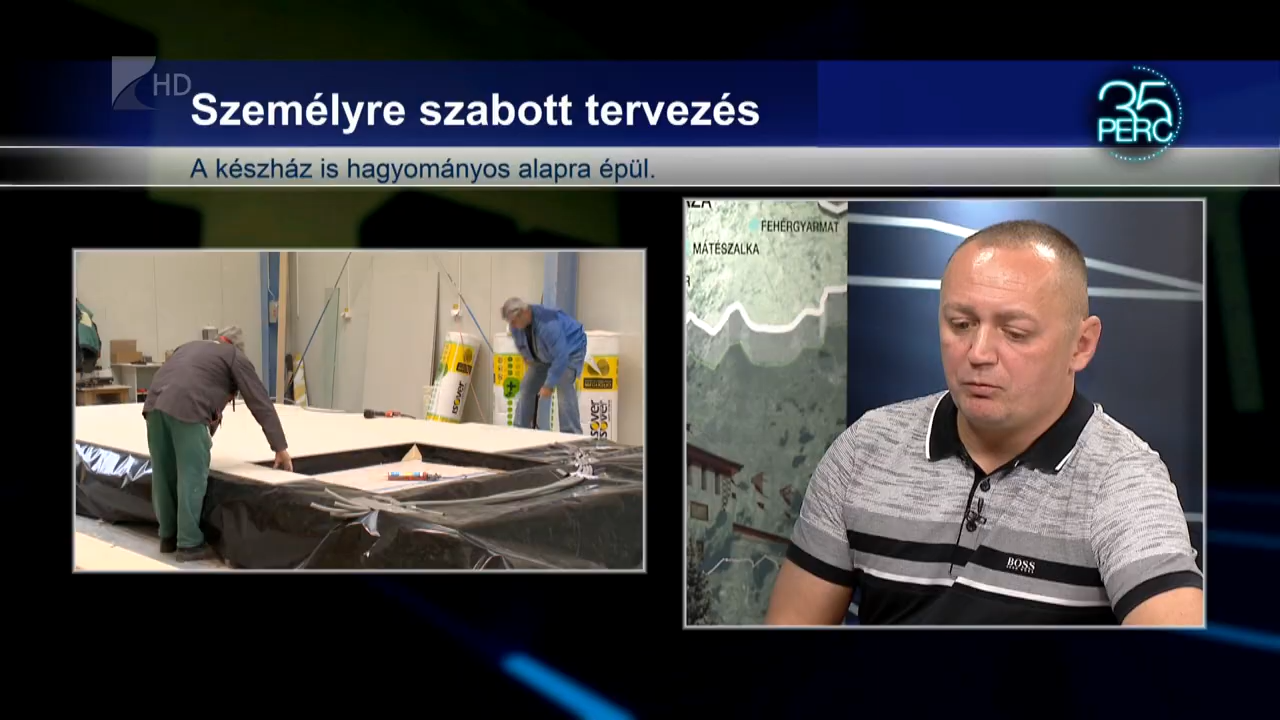 HD
Személyre szabott tervezés
35
PERC
A készház is hagyományos alapra épül.
FEHÉRGYARMAT
MÁTÉSZALKA
BOSS